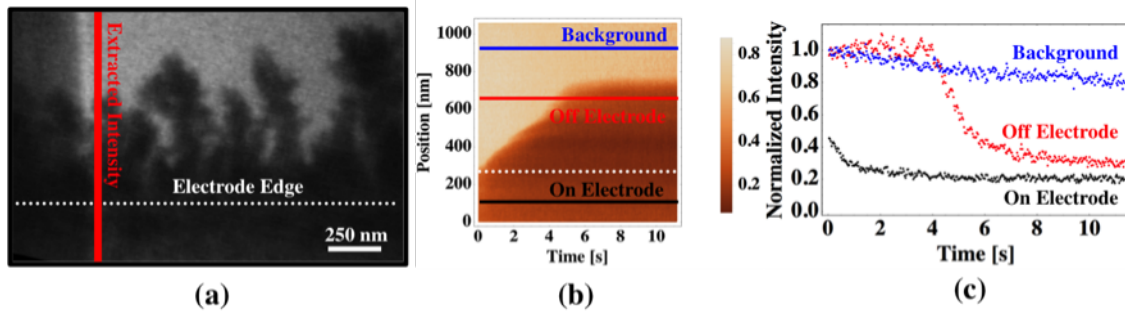 Extracted Intensity
Electrode Edge
250 nm
(a)
Position [nm]
1000
800
600
400
200
0
Background
Off Electrode
On Electrode
0 2 4 6 8 10
Time [s]
0.8
0.6
0.4
0.2
(b)
Normalized Intensity
1.0
0.8
0.6
0.4
0.2
0.0
Background
Off Electrode
On Electrode
0 2 4 6 8 10
Time [s]
(c)